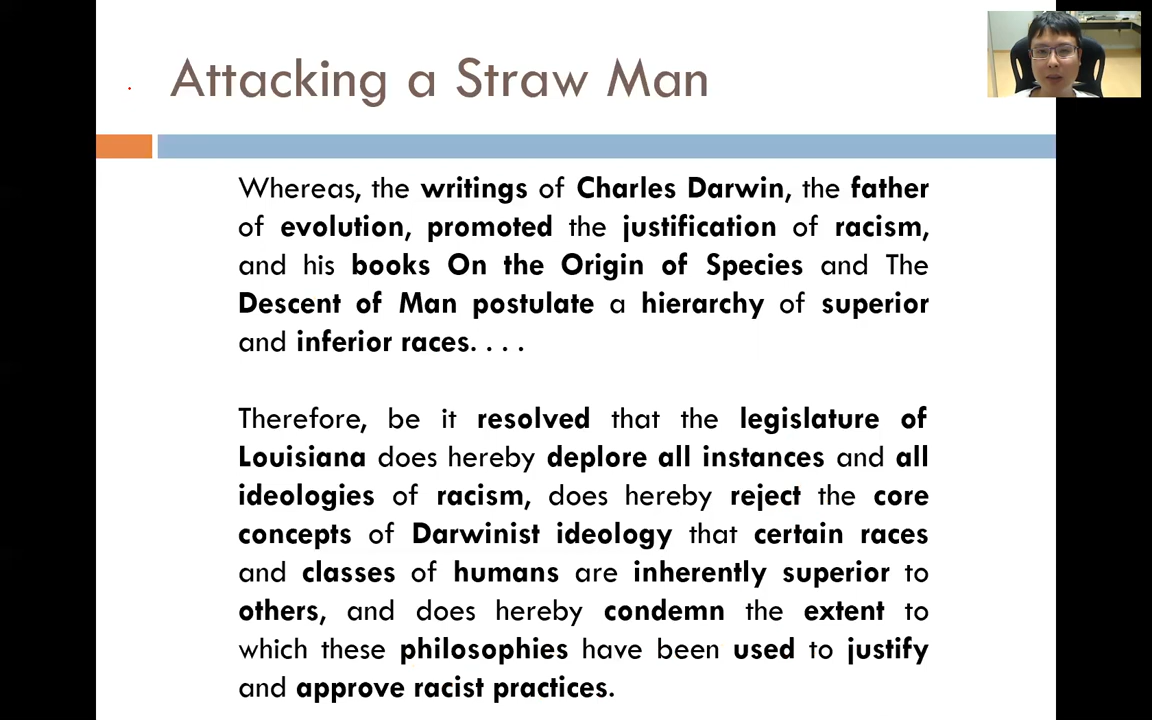 Attacking a Straw Man
Whereas, the writings of Charles Darwin, the father
of evolution, promoted the justification of racism,
and his books On the Origin of Species and The
Descent of Man postulate a hierarchy of superior
and inferior races. . . .
Therefore, be it resolved that the legislature of
Louisiana does hereby deplore all instances and all
ideologies of racism, does hereby reject the core
concepts of Darwinist ideology that certain races
and classes of humans are inherently superior to
others, and does hereby condemn the extent to
which these philosophies have been used to justify
and approve racist practices.